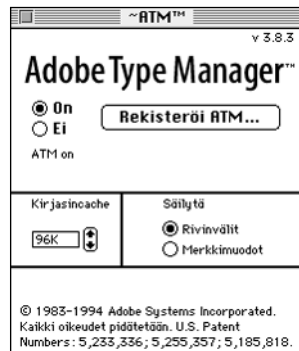 ~ATM™
v 3.8.3
Adobe Type Manager™
On
Rekisteröi ATM...
Ei
ATM on
Kirjasincache
Säilytä
96K
Rivinvälit
Merkkimuodot
© 1983-1994 Adobe Systems Incorporated.
Kaikki oikeudet pidätetään. U.S. Patent
Numbers: 5,233,336; 5,255,357; 5,185,818.